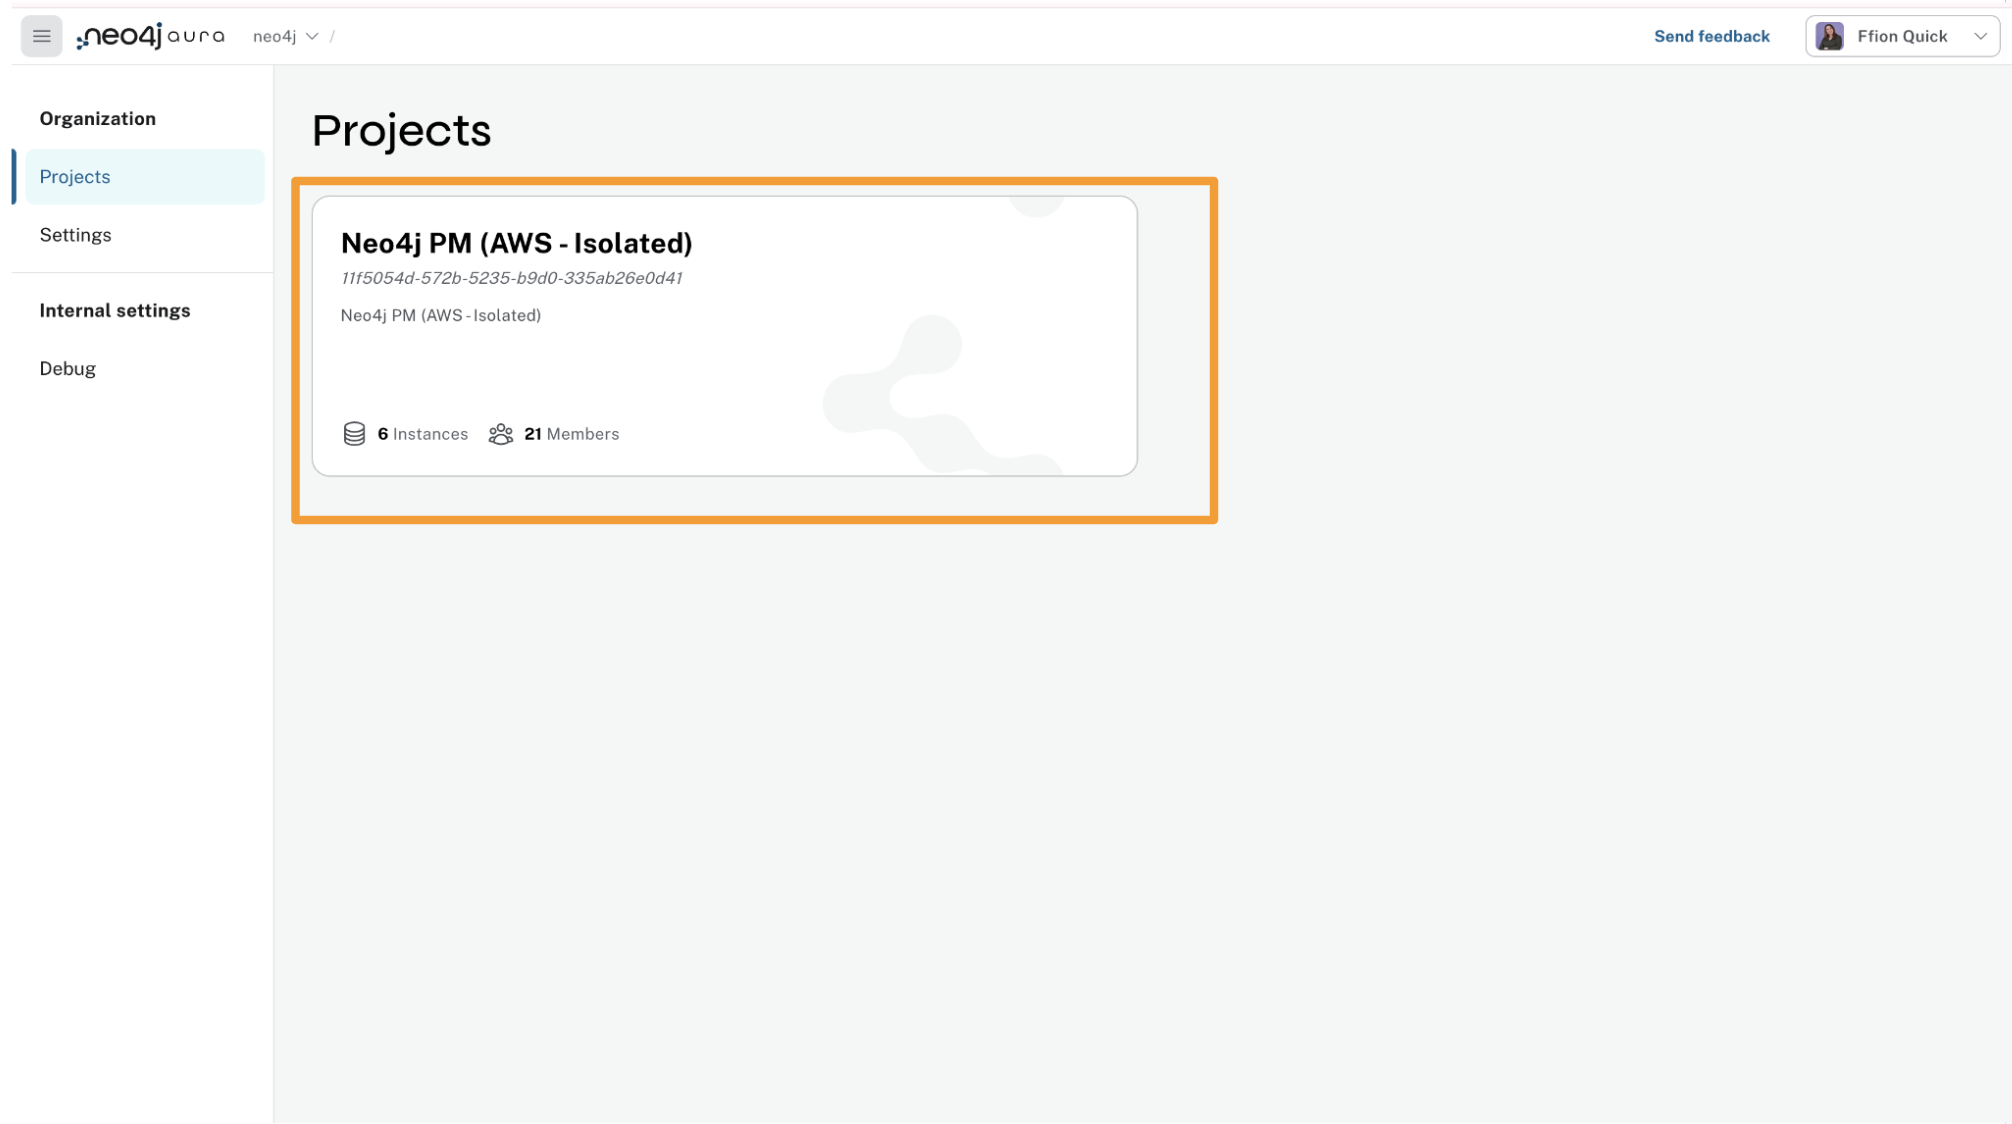 neo4j aura
neo4j /
Send feedback
Ffion Quick
Organization
Projects
Settings
Internal settings
Debug
Projects
Neo4j PM (AWS - Isolated)
11f5054d-572b-5235-b9d0-335ab26e0d41
Neo4j PM (AWS - Isolated)
6 Instances
21 Members